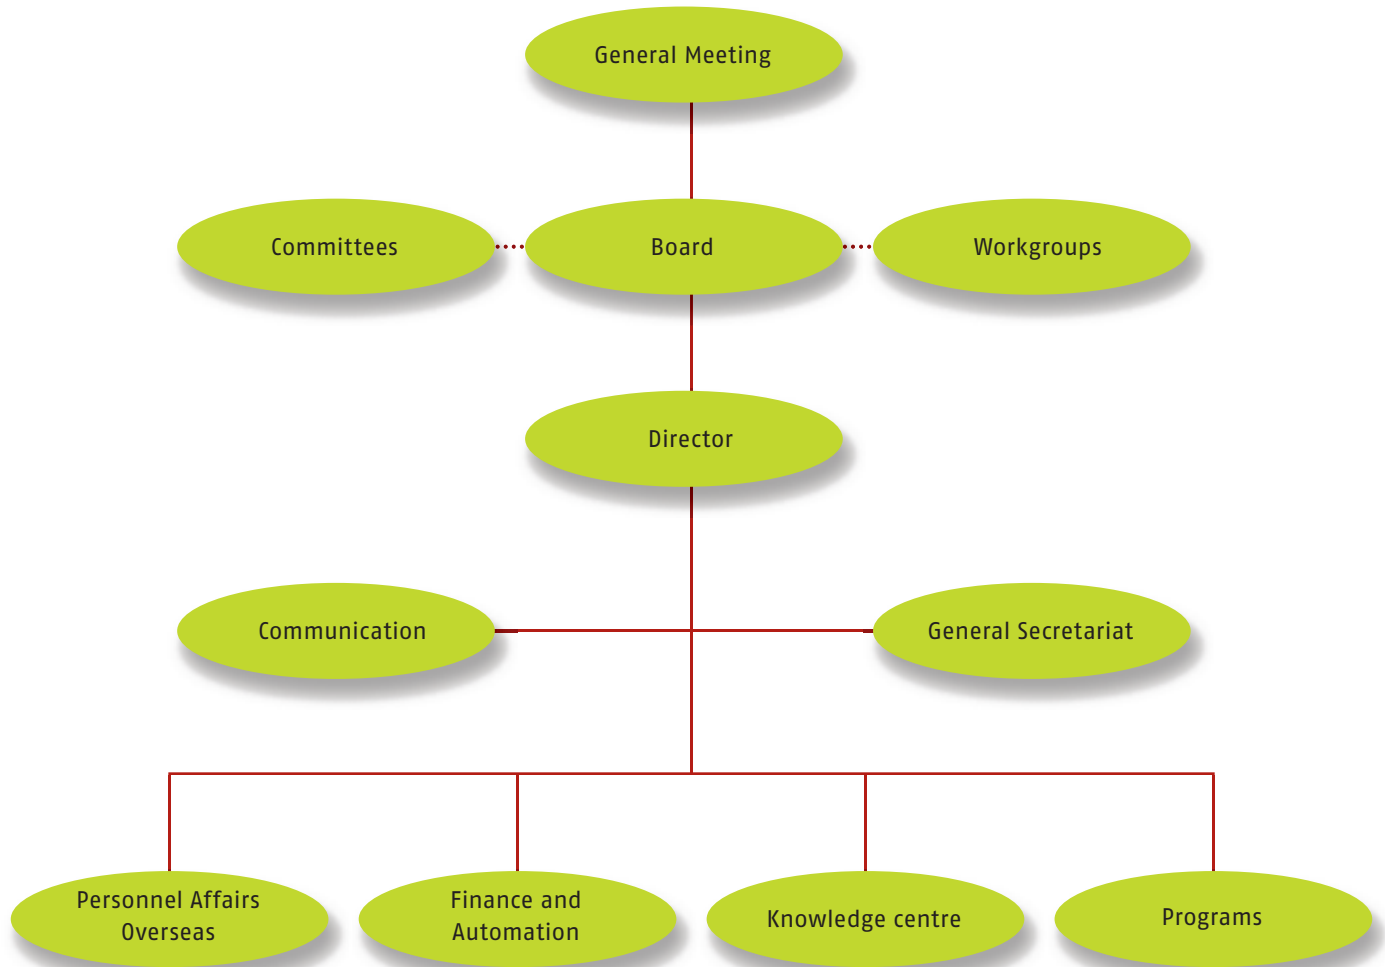 General Meeting
Committees
Board
Workgroups
Director
Communication
General Secretariat
Personnel Affairs
Overseas
Finance and
Automation
Knowledge centre
Programs